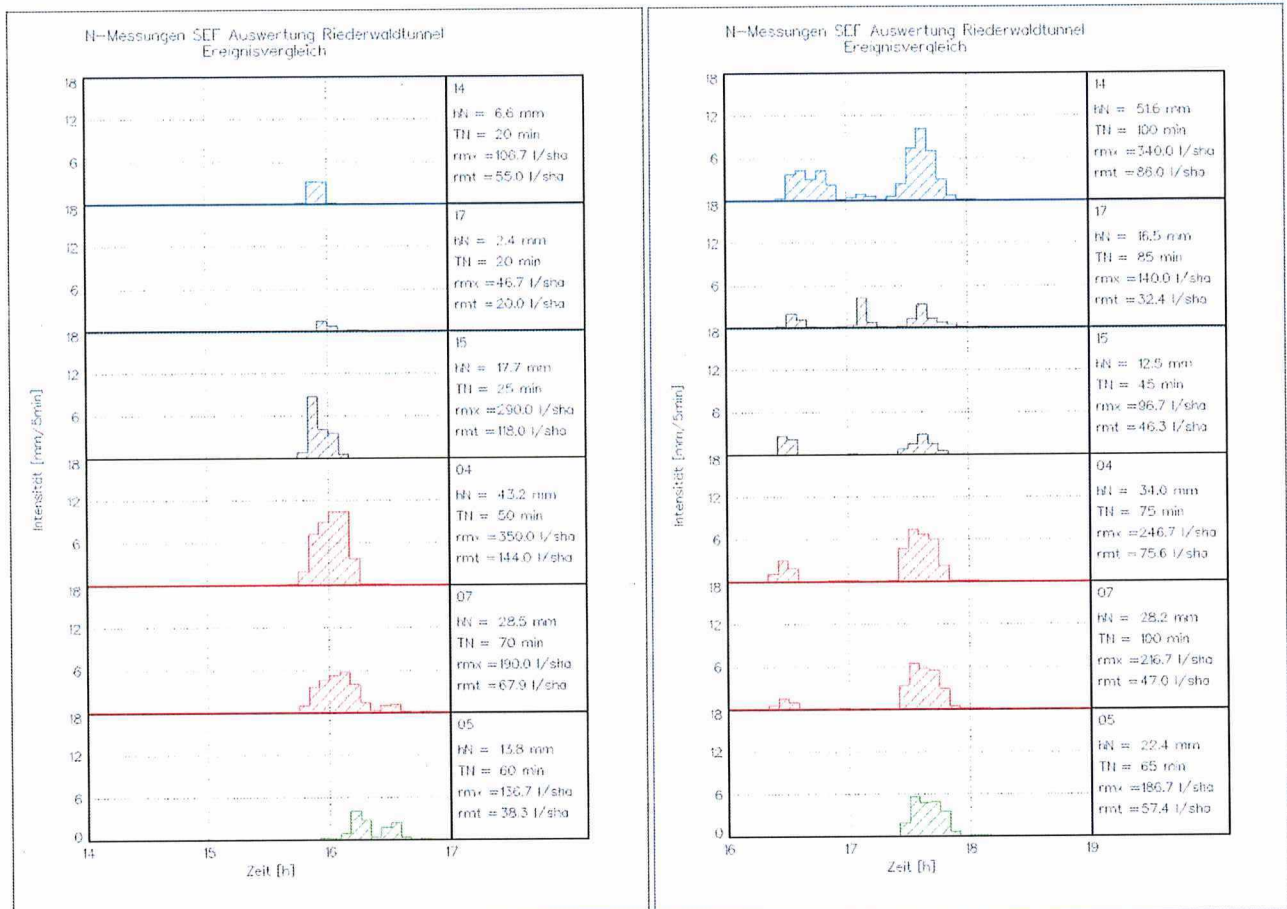 N-Messungen SEF Auswertung Riederwaldtunnel
Ereignisvergleich
Intensität [mm/5min]
18
12
6
14
hN = 6.6 mm
TN = 20 min
rmx =106.7 l/sha
rmt =55.0 l/sha
18
12
6
17
hN = 2.4 mm
TN = 20 min
rmx =46.7 l/sha
rmt =20.0 l/sha
18
12
6
15
hN = 17.7 mm
TN = 25 min
rmx =290.0 l/sha
rmt =118.0 l/sha
18
12
6
04
hN = 43.2 mm
TN = 50 min
rmx =350.0 l/sha
rmt =144.0 l/sha
18
12
6
07
hN = 28.5 mm
TN = 70 min
rmx =190.0 l/sha
rmt =67.9 l/sha
18
12
6
0
05
hN = 13.8 mm
TN = 60 min
rmx =136.7 l/sha
rmt =38.3 l/sha
14 15 16 17
Zeit [h]
N-Messungen SEF Auswertung Riederwaldtunnel
Ereignisvergleich
Intensität [mm/5min]
18
12
6
14
hN = 51.6 mm
TN = 100 min
rmx =340.0 l/sha
rmt =86.0 l/sha
18
12
6
17
hN = 16.5 mm
TN = 85 min
rmx =140.0 l/sha
rmt =32.4 l/sha
18
12
6
15
hN = 12.5 mm
TN = 45 min
rmx =96.7 l/sha
rmt =46.3 l/sha
18
12
6
04
hN = 34.0 mm
TN = 75 min
rmx =246.7 l/sha
rmt =75.6 l/sha
18
12
6
07
hN = 28.2 mm
TN = 100 min
rmx =216.7 l/sha
rmt =47.0 l/sha
18
12
6
0
05
hN = 22.4 mm
TN = 65 min
rmx =186.7 l/sha
rmt =57.4 l/sha
16 17 18 19
Zeit [h]